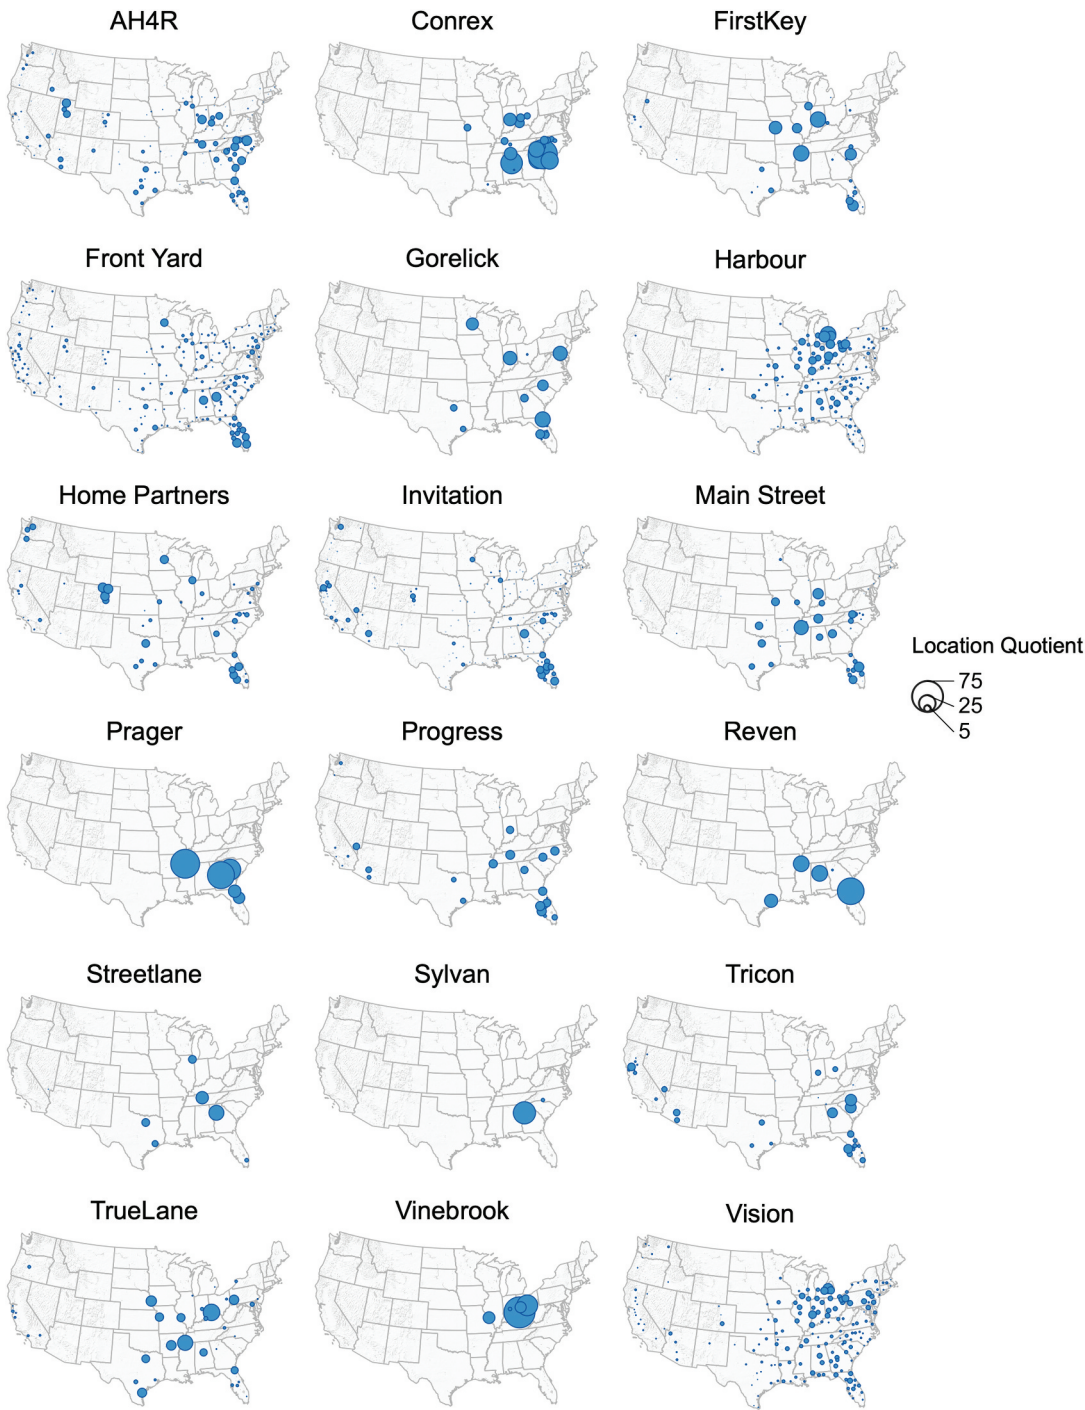 AH4R
Conrex
FirstKey
Front Yard
Gorelick
Harbour
Home Partners
Invitation
Main Street
Location Quotient
75
25
5
Prager
Progress
Reven
Streetlane
Sylvan
Tricon
TrueLane
Vinebrook
Vision